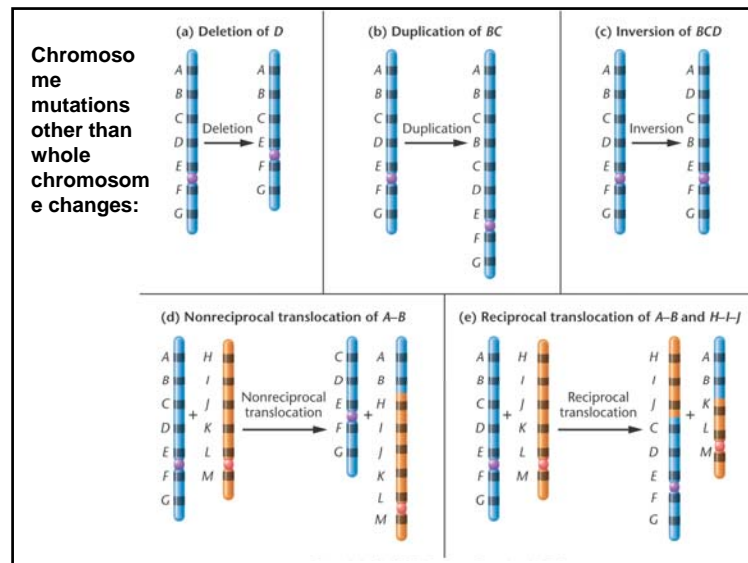 Chromoso
me
mutations
other than
whole
chromosom
e changes:
(a) Deletion of D
A
B
C
D
E
F
G
Deletion
A
B
C
E
F
G
(b) Duplication of BC
A
B
C
D
E
F
G
Duplication
A
B
C
B
C
D
E
F
G
(c) Inversion of BCD
A
B
C
D
E
F
G
Inversion
A
D
C
B
E
F
G
(d) Nonreciprocal translocation of A–B
A
B
C
D
E
F
G
+
H
I
J
K
L
M
Nonreciprocal
translocation
C
D
E
F
G
+
A
B
H
I
J
K
L
M
(e) Reciprocal translocation of A–B and H–I–J
A
B
C
D
E
F
G
+
H
I
J
K
L
M
Reciprocal
translocation
H
I
J
C
D
E
F
G
+
A
B
K
L
M